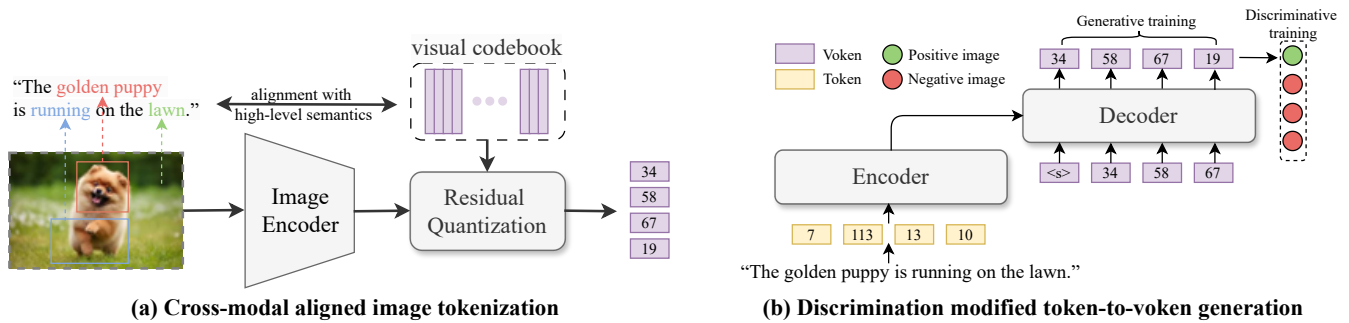 visual codebook
“The golden puppy
is running on the lawn.”
alignment with
high-level semantics
Image
Encoder
Residual
Quantization
34
58
67
19
(a) Cross-modal aligned image tokenization
Voken
Token
Positive image
Negative image
Generative training
Discriminative
training
34 58 67 19
Decoder
<s> 34 58 67
Encoder
7 113 13 10
“The golden puppy is running on the lawn.”
(b) Discrimination modified token-to-voken generation